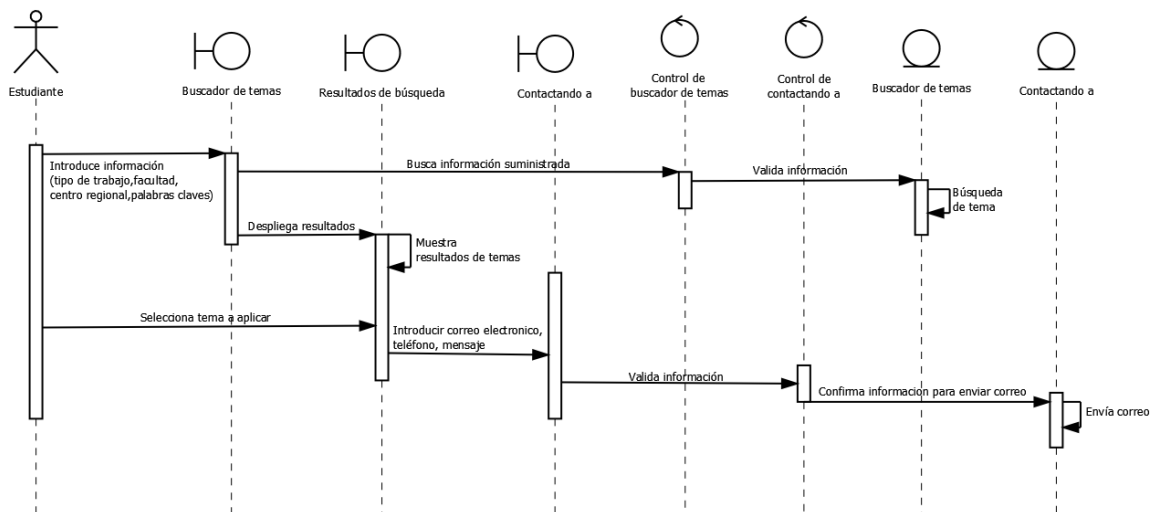 Estudiante
Buscador de temas
Resultados de búsqueda
Contactando a
Control de
buscador de temas
Control de
contactando a
Buscador de temas
Contactando a
Introduce información
(tipo de trabajo,facultad,
centro regional,palabras claves)
Busca información suministrada
Valida información
Búsqueda
de tema
Despliega resultados
Muestra
resultados de temas
Selecciona tema a aplicar
Introducir correo electronico,
teléfono, mensaje
Valida información
Confirma informacion para enviar correo
Envía correo